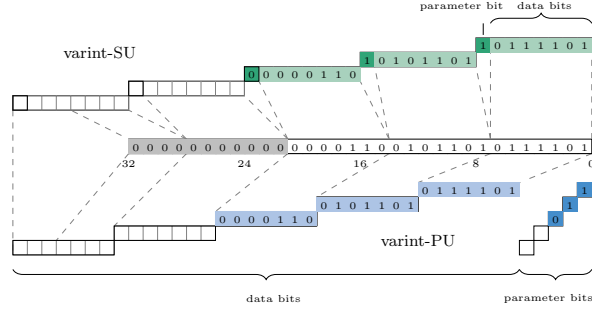 parameter bit data bits
varint-SU
1 0 1 1 1 1 0 1
1 0 1 0 1 1 0 1
0 0 0 0 0 1 1 0
0 0 0 0 0 0 0 0 0 0 0 0 0 0 0 1 1 0 0 1 0 1 1 0 1 0 1 1 1 1 0 1
32 24 16 8 0
0 1 1 1 1 0 1 1
0 1 0 1 1 0 1 1
0 0 0 0 1 1 0 0
varint-PU
data bits parameter bits